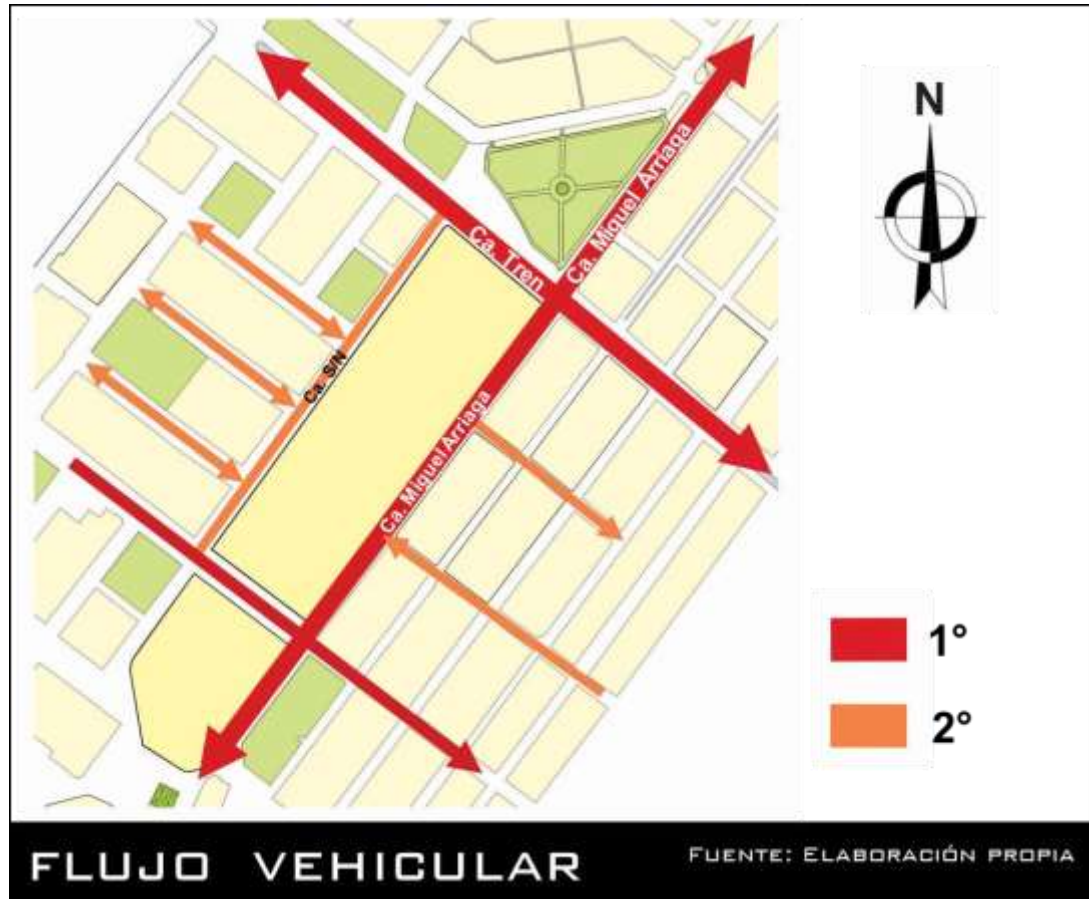 N
Ca. Tren
Ca. Miguel Arriaga
Ca. S/N
Ca. Miguel Arriaga
1°
2°
FLUJO VEHICULAR
FUENTE: ELABORACIÓN PROPIA